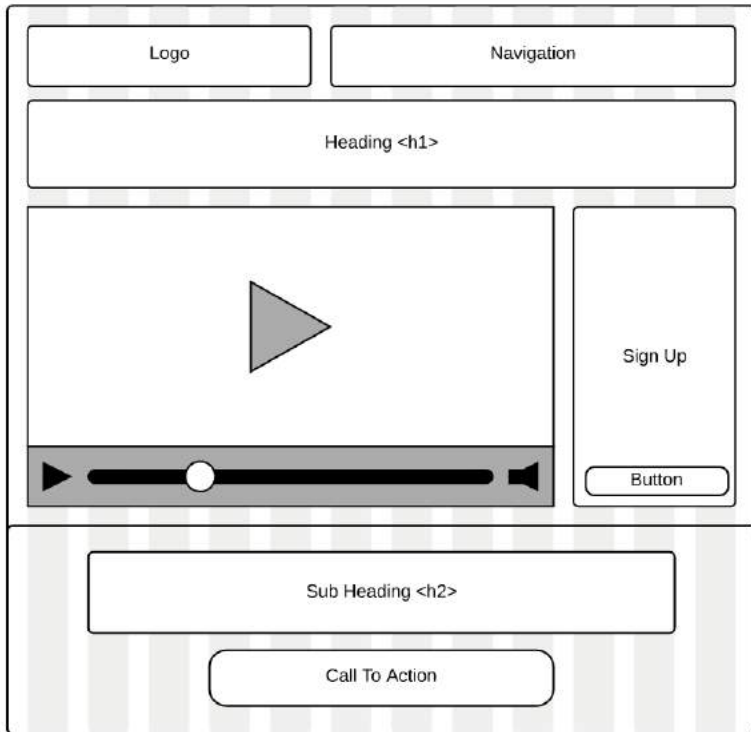 Logo
Navigation
Heading <h1>
Sign Up
Button
Sub Heading <h2>
Call To Action